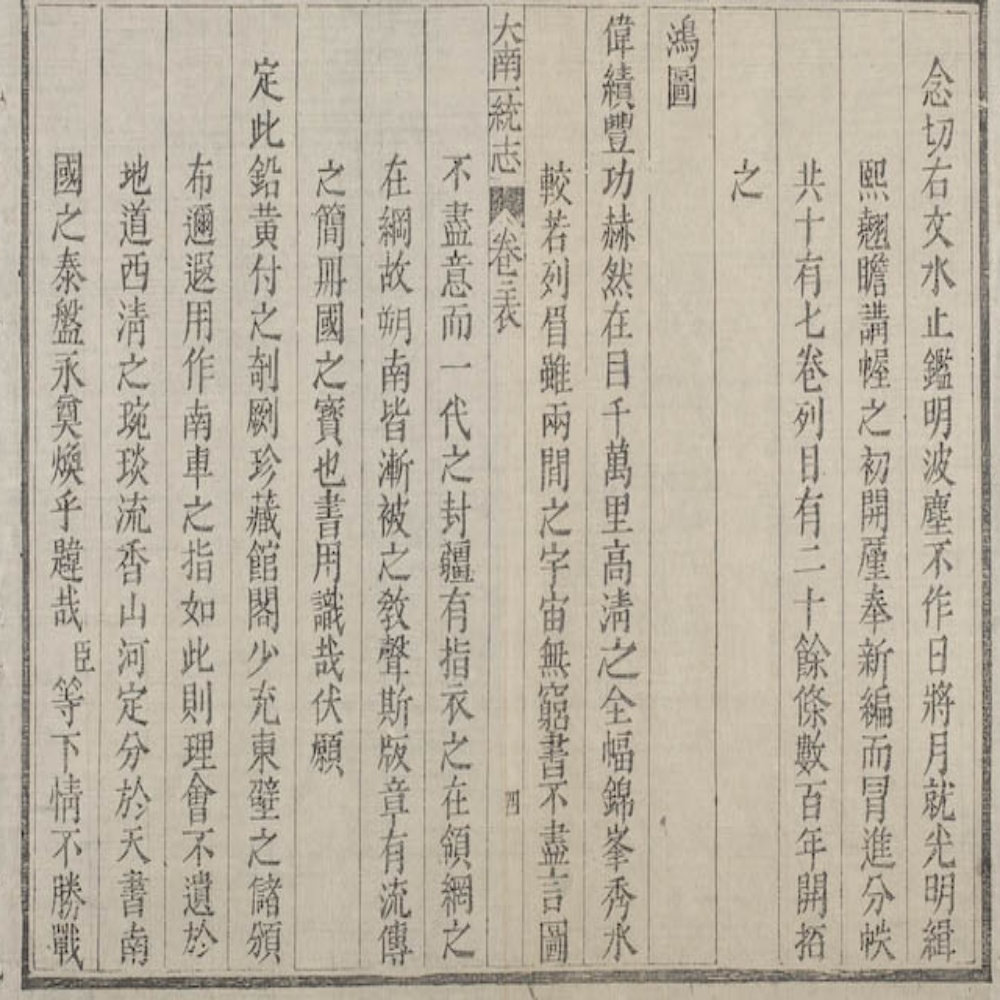 念切右文水止鑑明波塵不作日將月就光明緝
熙翹瞻講幄之初開厪奉新編而冒進分帙
共十有七卷列目有二十餘條數百年開拓
之
鴻圖
偉績豐功赫然在目千萬里高清之全幅錦峯秀水
較若列眉雖兩間之字宙無窮書不盡言圖
大南一統志 卷三表 四
不盡意而一代之封疆有指衣之在領綱之
在綱故朔南皆漸被之敎聲斯版章有流傳
之簡冊國之寶也書用識哉伏願
定此鉛黃付之剞劂珍藏館閣少充東壁之儲頒
布邇遐用作南車之指如此則理會不遺於
地道西淸之琬琰流香山河定分於天書南
國之泰盤永奠煥乎韙哉臣等下情不勝戰